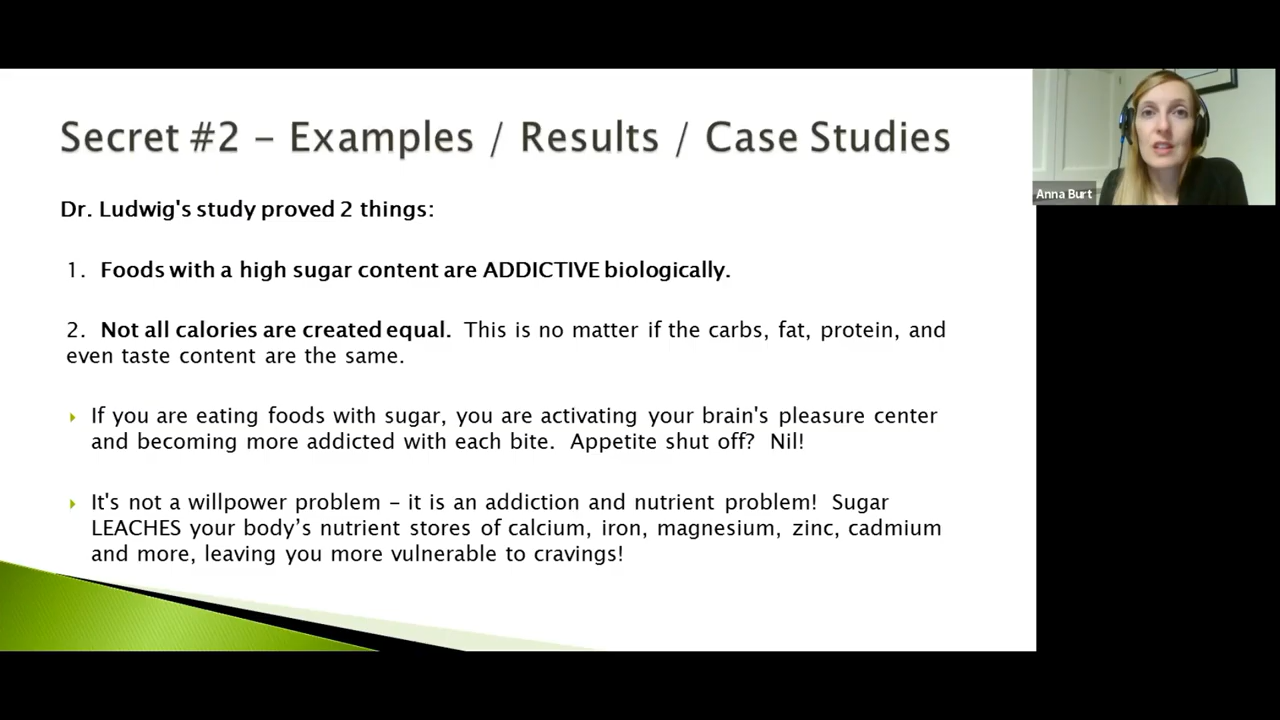 Secret #2 – Examples / Results / Case Studies
Anna Burt
Dr. Ludwig's study proved 2 things:
1. Foods with a high sugar content are ADDICTIVE biologically.
2. Not all calories are created equal. This is no matter if the carbs, fat, protein, and
even taste content are the same.
If you are eating foods with sugar, you are activating your brain's pleasure center
and becoming more addicted with each bite. Appetite shut off? Nil!
It's not a willpower problem – it is an addiction and nutrient problem! Sugar
LEACHES your body’s nutrient stores of calcium, iron, magnesium, zinc, cadmium
and more, leaving you more vulnerable to cravings!